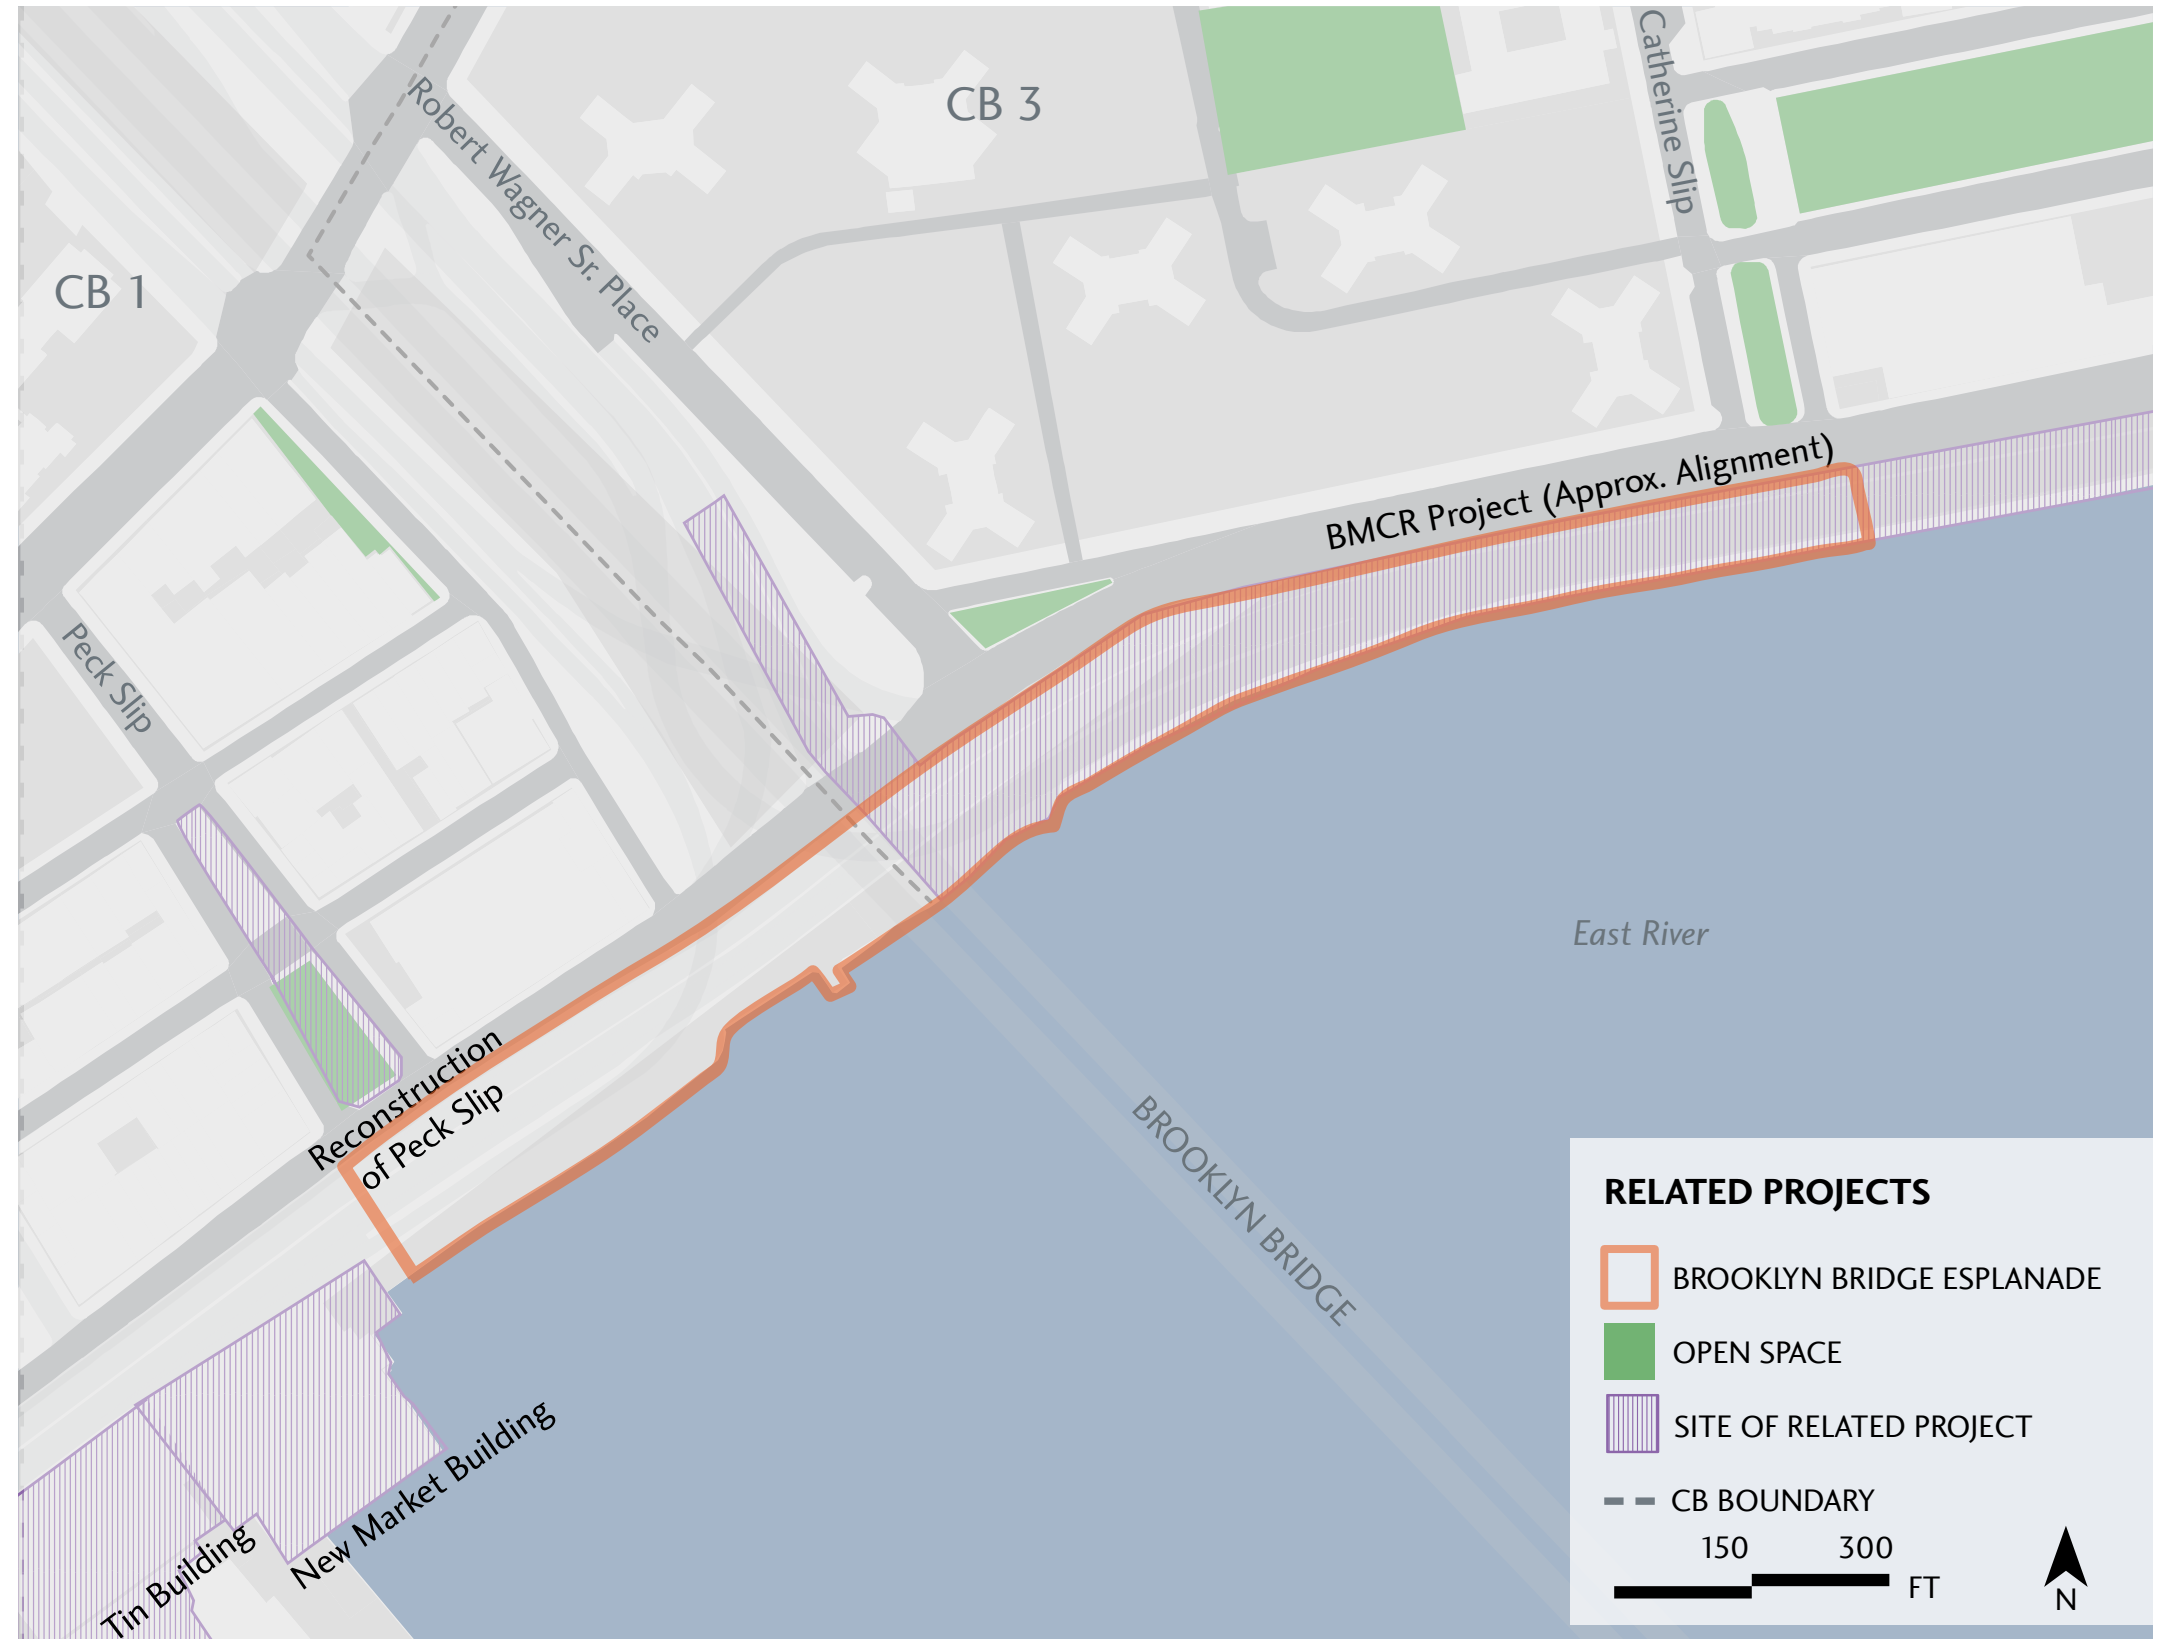 Catherine Slip
CB 3
Robert Wagner Sr. Place
CB 1
BMCR Project (Approx. Alignment)
Peck Slip
East River
Reconstruction
of Peck Slip
BROOKLYN BRIDGE
New Market Building
Tin Building
RELATED PROJECTS
BROOKLYN BRIDGE ESPLANADE
OPEN SPACE
SITE OF RELATED PROJECT
CB BOUNDARY
150 300
FT
N